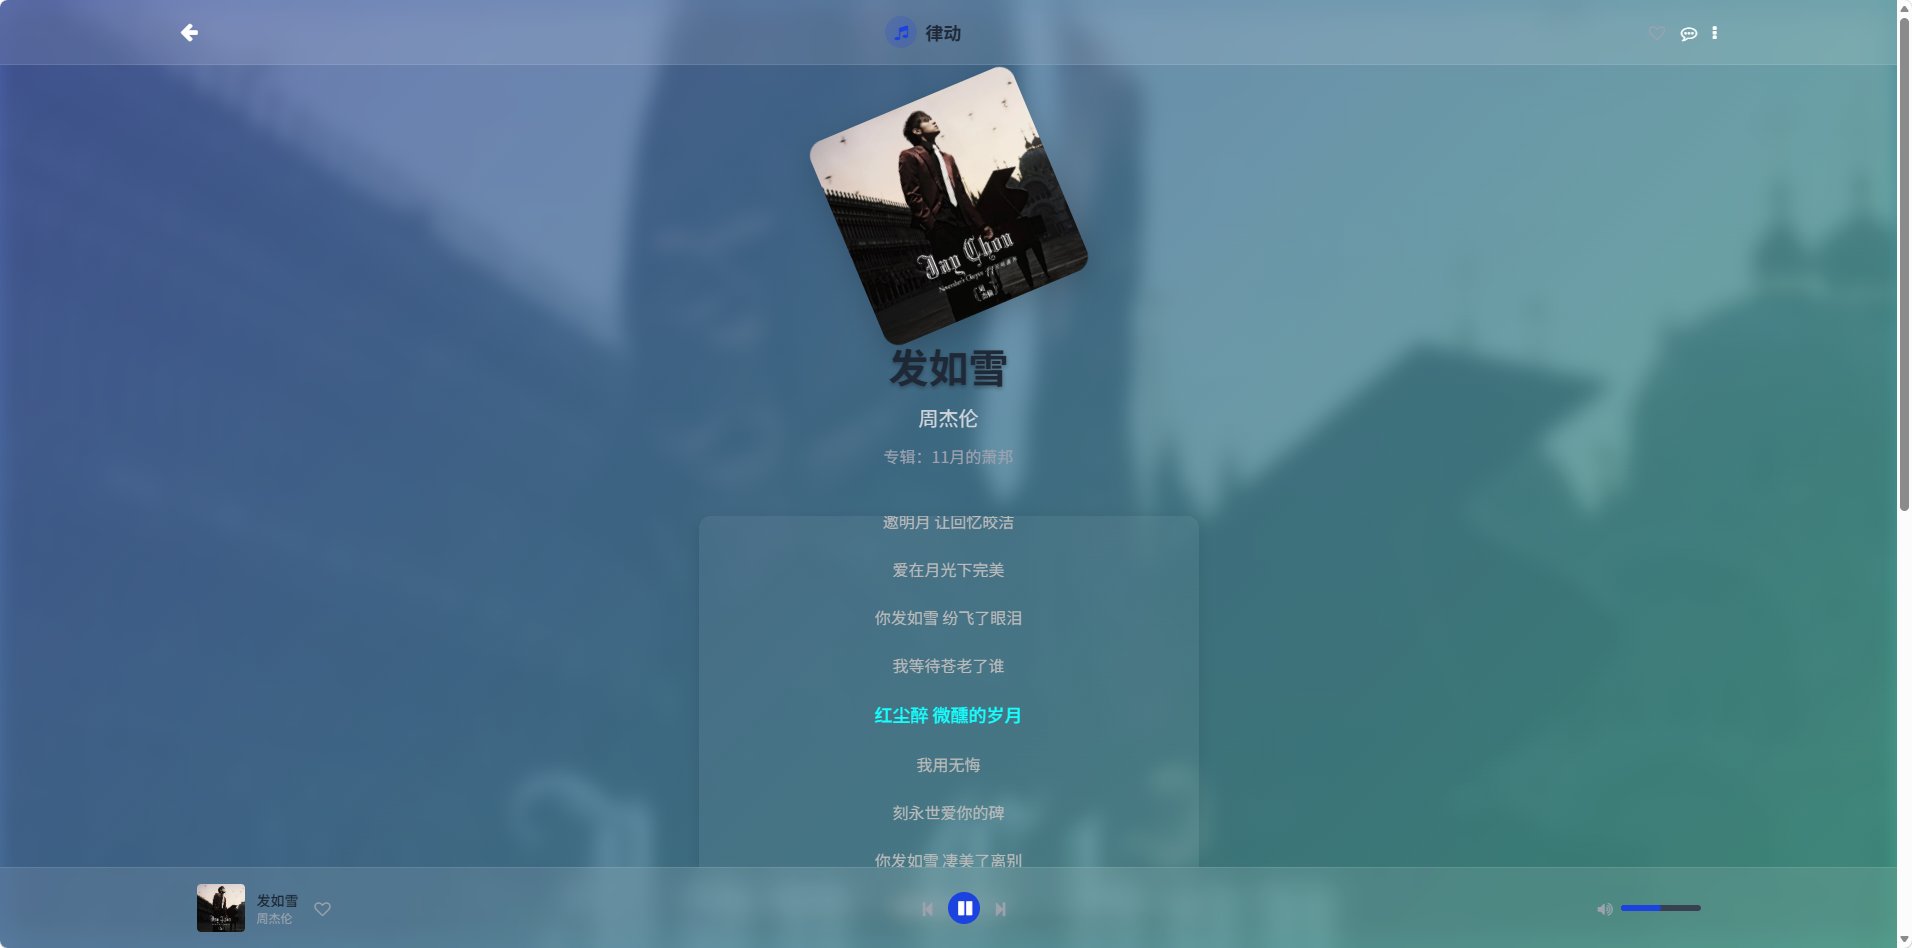 律动
Jay Chou
November's Chopin
发如雪
周杰伦
专辑：11月的萧邦
邀明月 让回忆皎洁
爱在月光下完美
你发如雪 纷飞了眼泪
我等待苍老了谁
红尘醉 微醺的岁月
我用无悔
刻永世爱你的碑
你发如雪 凄美了离别
发如雪
周杰伦